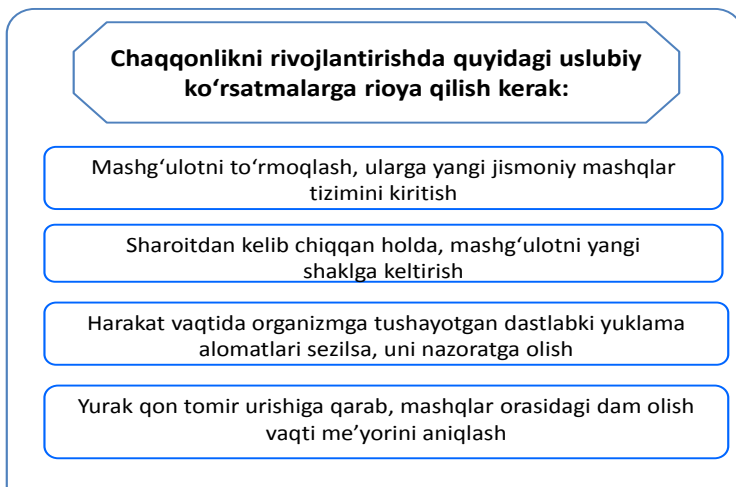 Chaqqonlikni rivojlantirishda quyidagi uslubiy
ko‘rsatmalarga rioya qilish kerak:
Mashg‘ulotni to‘rmoqlash, ularga yangi jismoniy mashqlar
tizimini kiritish
Sharoitdan kelib chiqqan holda, mashg‘ulotni yangi
shaklga keltirish
Harakat vaqtida organizmga tushayotgan dastlabki yuklama
alomatlari sezilsa, uni nazoratga olish
Yurak qon tomir urishiga qarab, mashqlar orasidagi dam olish
vaqti me’yorini aniqlash